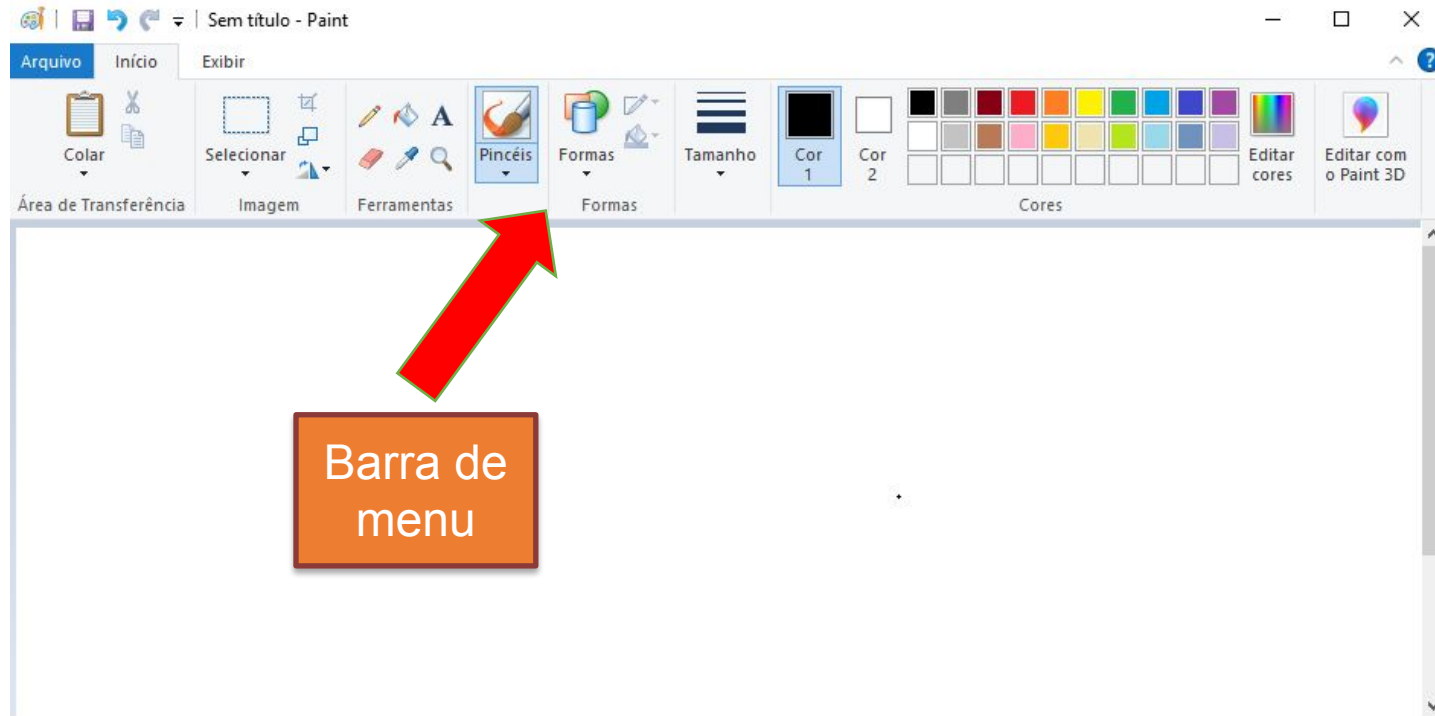 Sem título - Paint
Arquivo Início Exibir
?
A
Colar Selecionar Pincéis Formas Tamanho Cor 1 Cor 2 Editar cores Editar com o Paint 3D
Área de Transferência Imagem Ferramentas Formas Cores
Barra de
menu